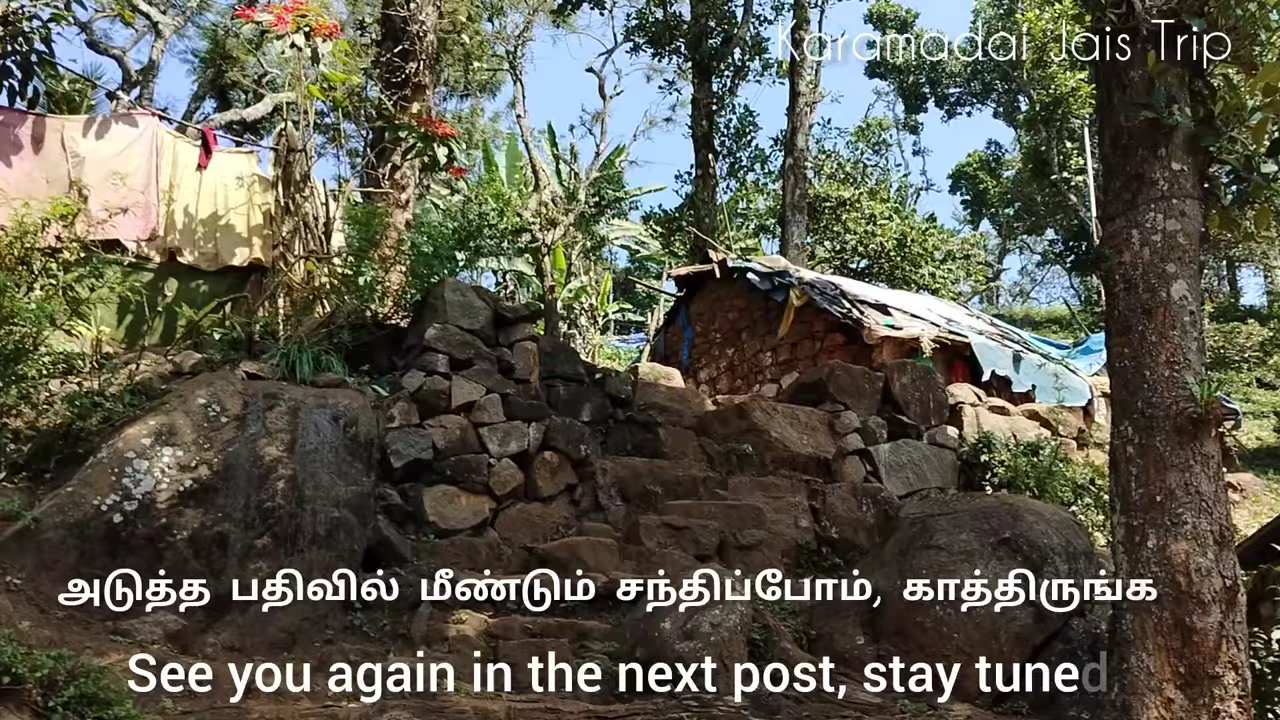 Karamadai Jais Trip
அடுத்த பதிவில் மீண்டும் சந்திப்போம், காத்திருங்க
See you again in the next post, stay tuned